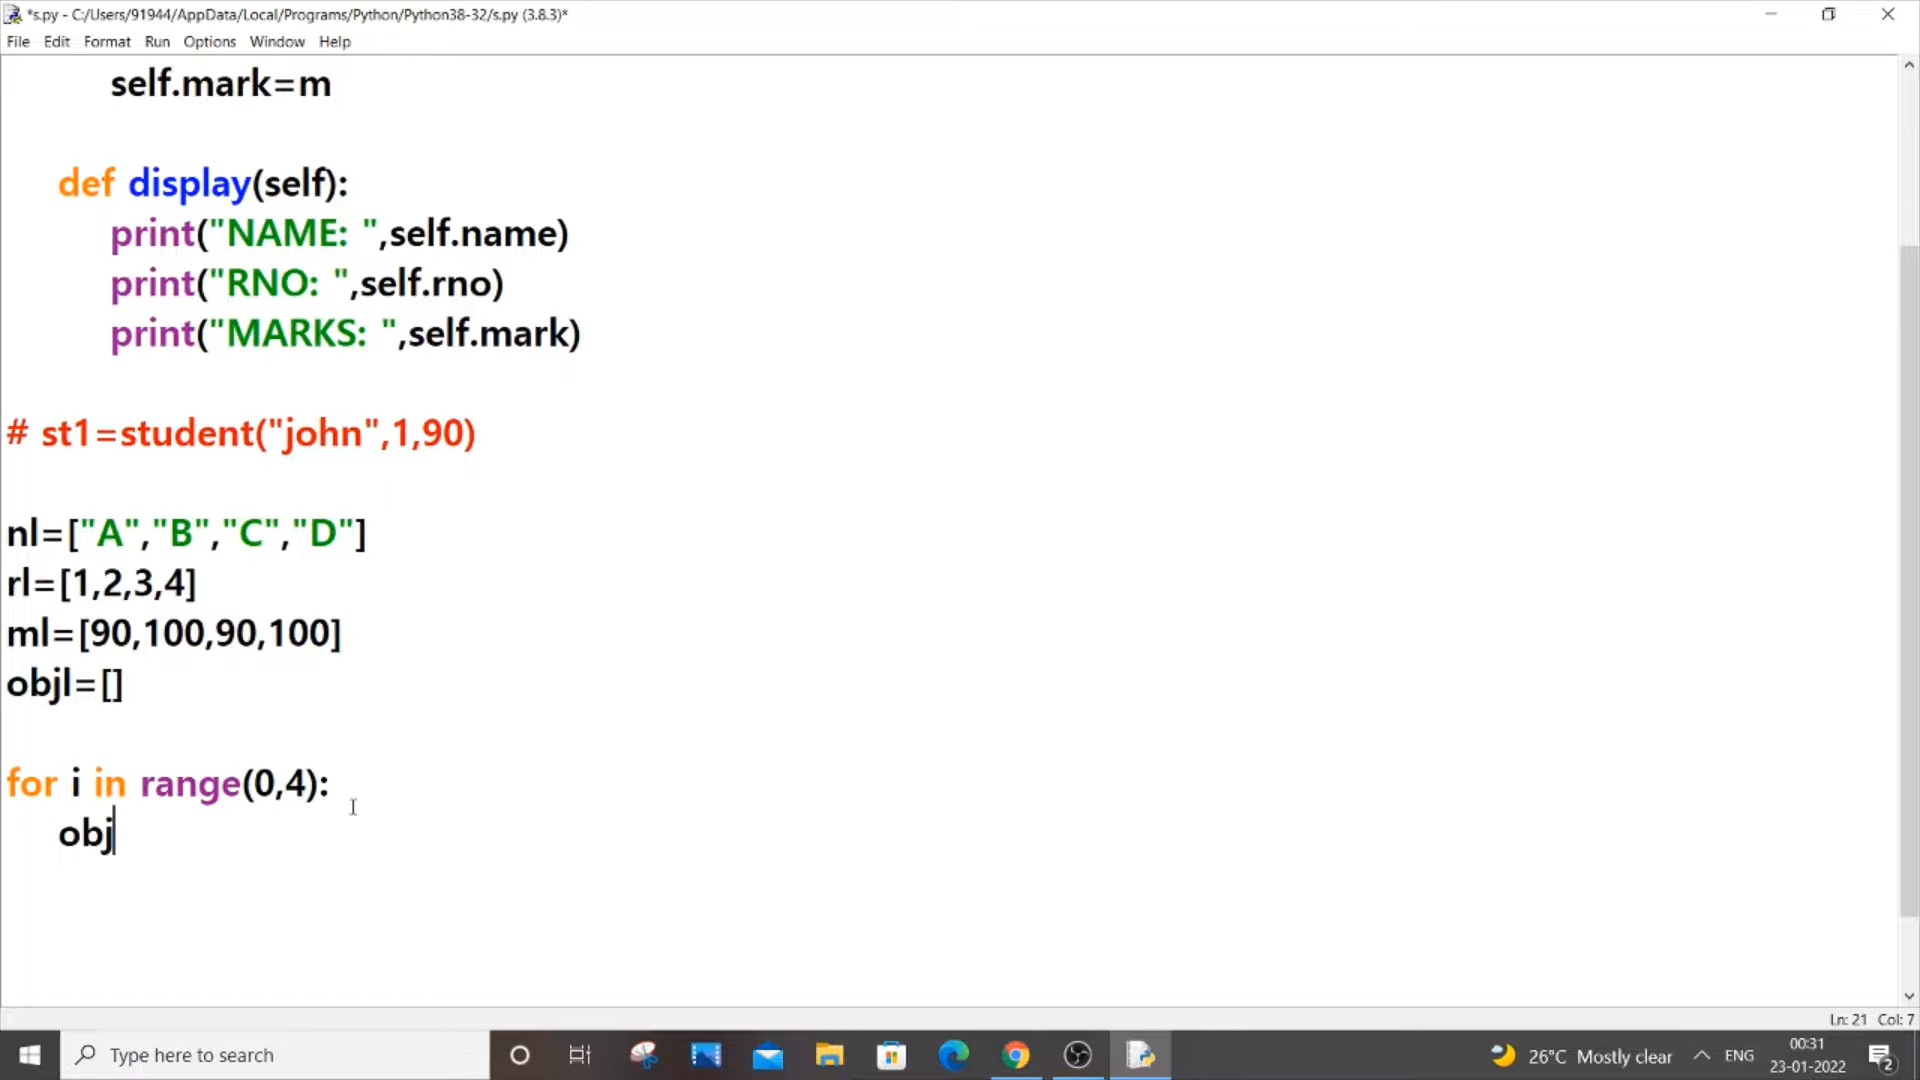 *s.py - C:/Users/91944/AppData/Local/Programs/Python/Python38-32/s.py (3.8.3)*
File Edit Format Run Options Window Help
self.mark=m
def display(self):
print("NAME: ",self.name)
print("RNO: ",self.rno)
print("MARKS: ",self.mark)
# st1=student("john",1,90)
nl=["A","B","C","D"]
rl=[1,2,3,4]
ml=[90,100,90,100]
objl=[]
for i in range(0,4):
obj
Ln: 21 Col: 7
Type here to search
26°C Mostly clear
ENG
00:31
23-01-2022
2